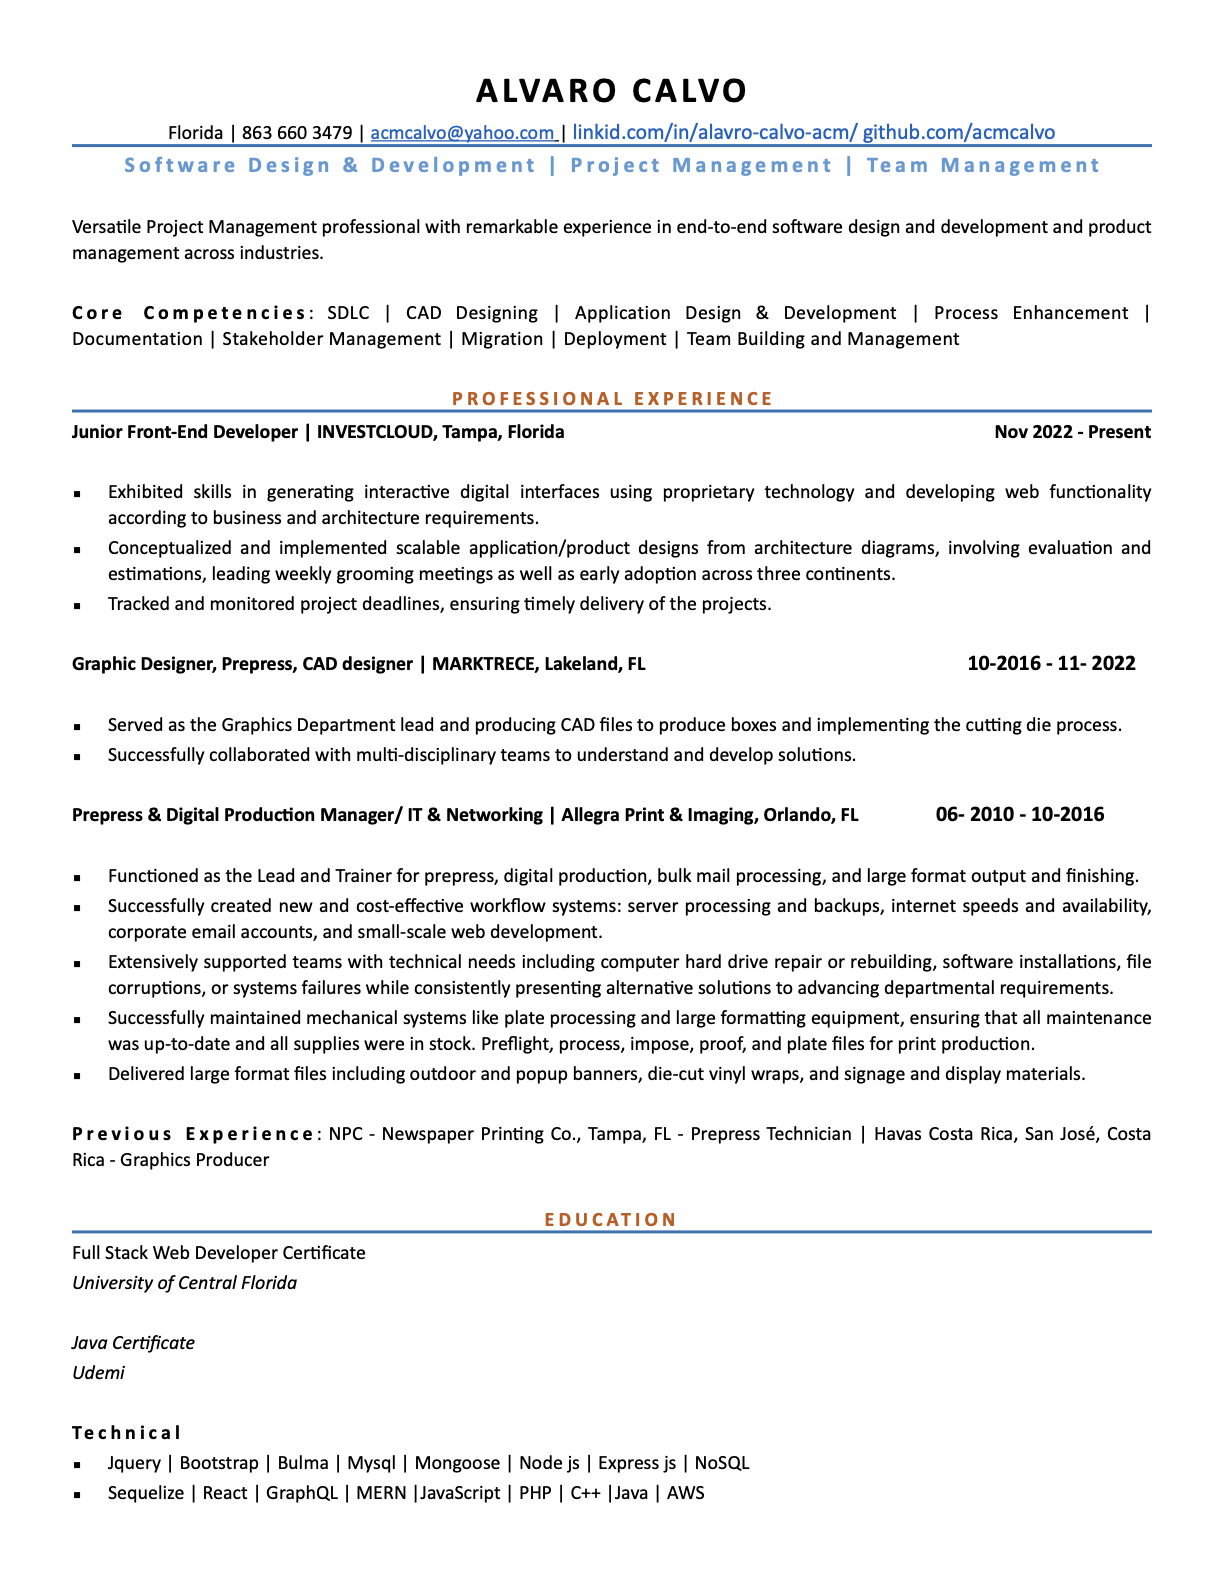 ALVARO CALVO
Florida | 863 660 3479 | acmcalvo@yahoo.com | linkid.com/in/alavro-calvo-acm/ github.com/acmcalvo
Software Design & Development | Project Management | Team Management
Versatile Project Management professional with remarkable experience in end-to-end software design and development and product
management across industries.
Core Competencies: SDLC | CAD Designing | Application Design & Development | Process Enhancement |
Documentation | Stakeholder Management | Migration | Deployment | Team Building and Management
PROFESSIONAL EXPERIENCE
Junior Front-End Developer | INVESTCLOUD, Tampa, Florida Nov 2022 - Present
▪ Exhibited skills in generating interactive digital interfaces using proprietary technology and developing web functionality
according to business and architecture requirements.
▪ Conceptualized and implemented scalable application/product designs from architecture diagrams, involving evaluation and
estimations, leading weekly grooming meetings as well as early adoption across three continents.
▪ Tracked and monitored project deadlines, ensuring timely delivery of the projects.
Graphic Designer, Prepress, CAD designer | MARKTRECE, Lakeland, FL 10-2016 - 11- 2022
▪ Served as the Graphics Department lead and producing CAD files to produce boxes and implementing the cutting die process.
▪ Successfully collaborated with multi-disciplinary teams to understand and develop solutions.
Prepress & Digital Production Manager/ IT & Networking | Allegra Print & Imaging, Orlando, FL 06- 2010 - 10-2016
▪ Functioned as the Lead and Trainer for prepress, digital production, bulk mail processing, and large format output and finishing.
▪ Successfully created new and cost-effective workflow systems: server processing and backups, internet speeds and availability,
corporate email accounts, and small-scale web development.
▪ Extensively supported teams with technical needs including computer hard drive repair or rebuilding, software installations, file
corruptions, or systems failures while consistently presenting alternative solutions to advancing departmental requirements.
▪ Successfully maintained mechanical systems like plate processing and large formatting equipment, ensuring that all maintenance
was up-to-date and all supplies were in stock. Preflight, process, impose, proof, and plate files for print production.
▪ Delivered large format files including outdoor and popup banners, die-cut vinyl wraps, and signage and display materials.
Previous Experience: NPC - Newspaper Printing Co., Tampa, FL - Prepress Technician | Havas Costa Rica, San José, Costa
Rica - Graphics Producer
EDUCATION
Full Stack Web Developer Certificate
University of Central Florida
Java Certificate
Udemi
Technical
▪ Jquery | Bootstrap | Bulma | Mysql | Mongoose | Node js | Express js | NoSQL
▪ Sequelize | React | GraphQL | MERN |JavaScript | PHP | C++ |Java | AWS